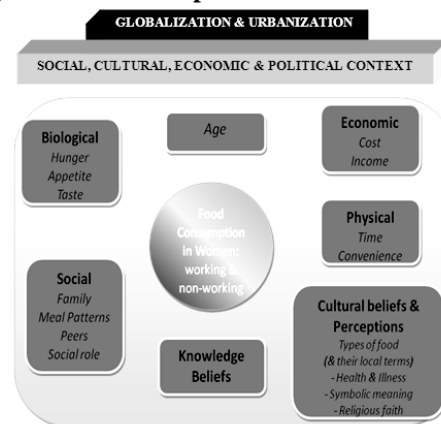 GLOBALIZATION & URBANIZATION
SOCIAL, CULTURAL, ECONOMIC & POLITICAL CONTEXT
Biological
Hunger
Appetite
Taste
Age
Economic
Cost
Income
Food
Consumption
in Women:
working &
non-working
Physical
Time
Convenience
Social
Family
Meal Patterns
Peers
Social role
Knowledge
Beliefs
Cultural beliefs &
Perceptions
Types of food
(& their local terms)
- Health & Illness
- Symbolic meaning
- Religious faith